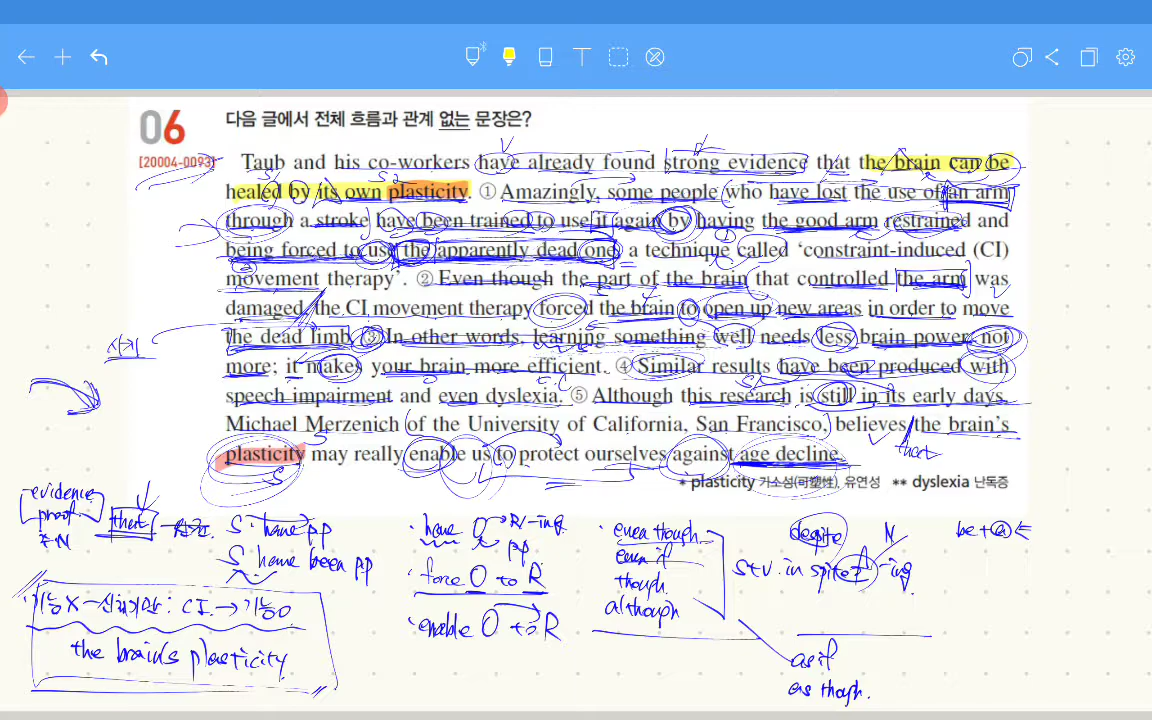 06 다음 글에서 전체 흐름과 관계 없는 문장은?
[20004-0093] Taub and his co-workers have already found strong evidence that the brain can be
healed by its own plasticity. ① Amazingly, some people who have lost the use of an arm
through a stroke have been trained to use it again by having the good arm restrained and
being forced to use the apparently dead one, a technique called ‘constraint-induced (CI)
movement therapy’. ② Even though the part of the brain that controlled the arm was
damaged, the CI movement therapy forced the brain to open up new areas in order to move
the dead limb. ③ In other words, learning something well needs less brain power, not
more; it makes your brain more efficient. ④ Similar results have been produced with
speech impairment and even dyslexia. ⑤ Although this research is still in its early days,
Michael Merzenich of the University of California, San Francisco, believes the brain’s
that
plasticity may really enable us to protect ourselves against age decline.
* plasticity 가소성(可塑性), 유연성 ** dyslexia 난독증
evidence
proof
that
S have pp
S have been pp
CI → 기능O
the brain's plasticity
have O R/-ing
pp
force O to R
enable O to R
even though
even if
though
although
despite N
S+V. in spite of -ing
as if
as though.